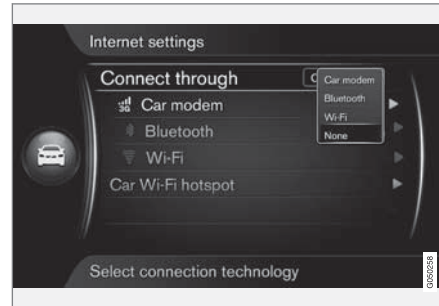 Internet settings
Connect through
Car modem
Bluetooth
Wi-Fi
None
3G Car modem
Bluetooth
Wi-Fi
Car Wi-Fi hotspot
Select connection technology
G050258